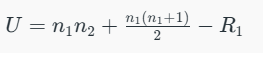 U = n₁n₂ + n₁(n₁+1)/2 − R₁